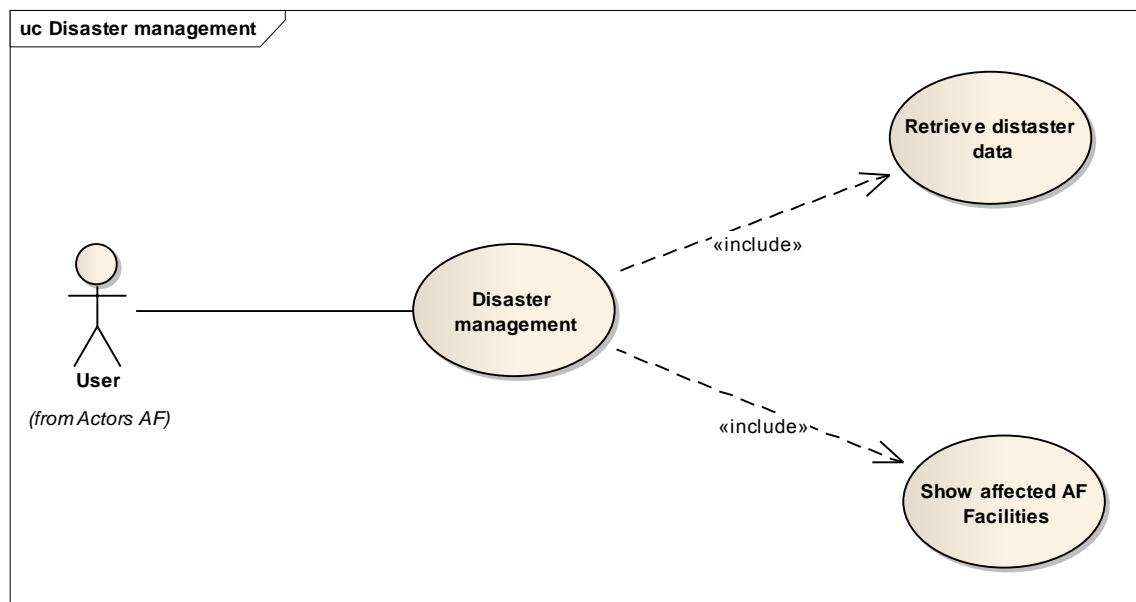 uc Disaster management
Retrieve distaster
data
«include»
Disaster
management
User
(from Actors AF)
«include»
Show affected AF
Facilities